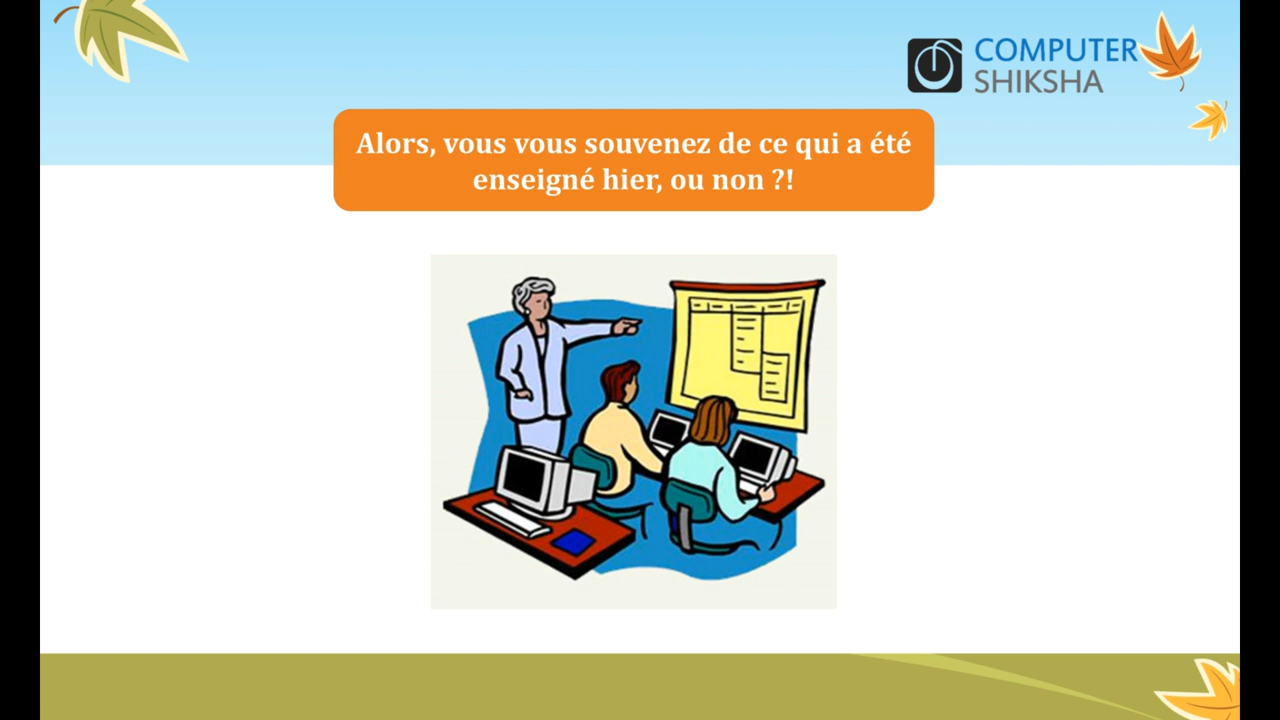 COMPUTER
SHIKSHA
Alors, vous vous souvenez de ce qui a été
enseigné hier, ou non ?!